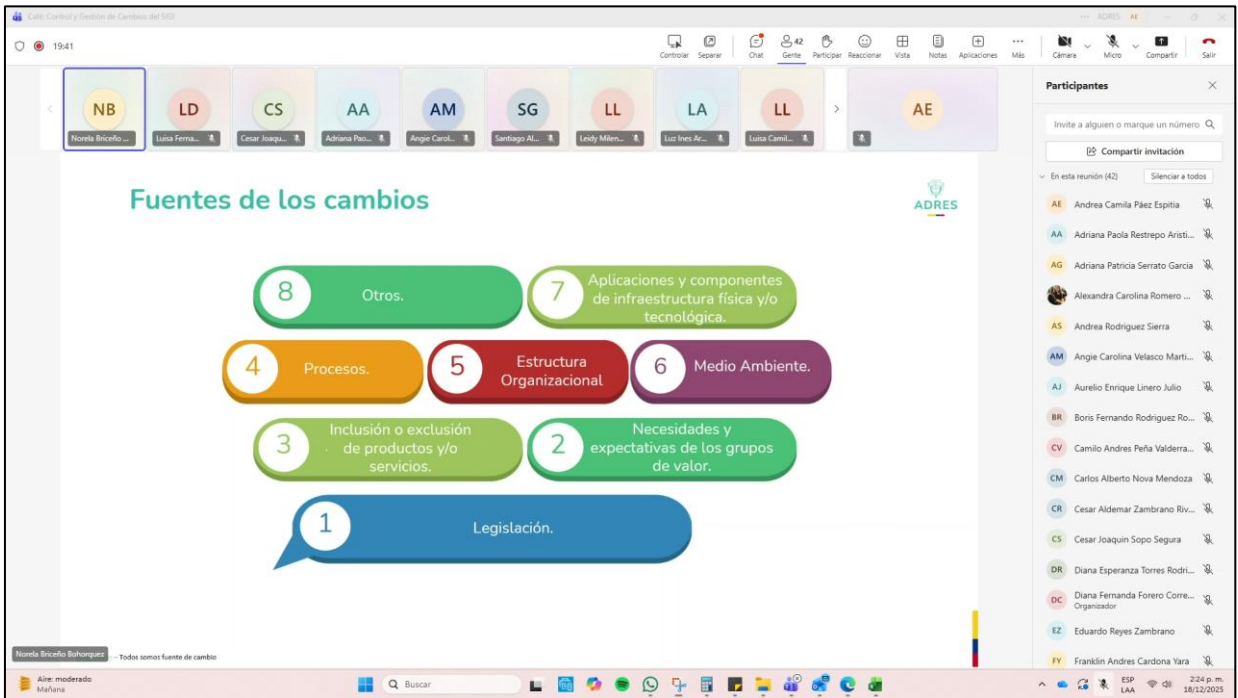 Café: Control y Gestión de Cambios del SIGI
ADRES
AE
19:41
Controlar
Separar
Chat
42
Gente
Participar
Reaccionar
Vista
Notas
Aplicaciones
Más
Cámara
Micro
Compartir
Salir
NB
Norela Briceño ...
LD
Luisa Ferna...
CS
Cesar Joaqu...
AA
Adriana Pao...
AM
Angie Carol...
SG
Santiago Al...
LL
Leidy Milen...
LA
Luz Ines Ar...
LL
Luisa Camil...
AE
Fuentes de los cambios
ADRES
8
Otros.
7
Aplicaciones y componentes
de infraestructura física y/o
tecnológica.
4
Procesos.
5
Estructura
Organizacional
6
Medio Ambiente.
3
Inclusión o exclusión
de productos y/o
servicios.
2
Necesidades y
expectativas de los grupos
de valor.
1
Legislación.
Norela Briceño Bohorquez
– Todos somos fuente de cambio
Participantes
Invite a alguien o marque un número
Compartir invitación
En esta reunión (42)
Silenciar a todos
AE Andrea Camila Páez Espitia
AA Adriana Paola Restrepo Aristi...
AG Adriana Patricia Serrato Garcia
Alexandra Carolina Romero ...
AS Andrea Rodriguez Sierra
AM Angie Carolina Velasco Marti...
AJ Aurelio Enrique Linero Julio
BR Boris Fernando Rodriguez Ro...
CV Camilo Andres Peña Valderra...
CM Carlos Alberto Nova Mendoza
CR Cesar Aldemar Zambrano Riv...
CS Cesar Joaquin Sopo Segura
DR Diana Esperanza Torres Rodri...
DC Diana Fernanda Forero Corre...
Organizador
EZ Eduardo Reyes Zambrano
FY Franklin Andres Cardona Yara
Aire: moderado
Mañana
Buscar
ESP
LAA
2:24 p. m.
18/12/2025